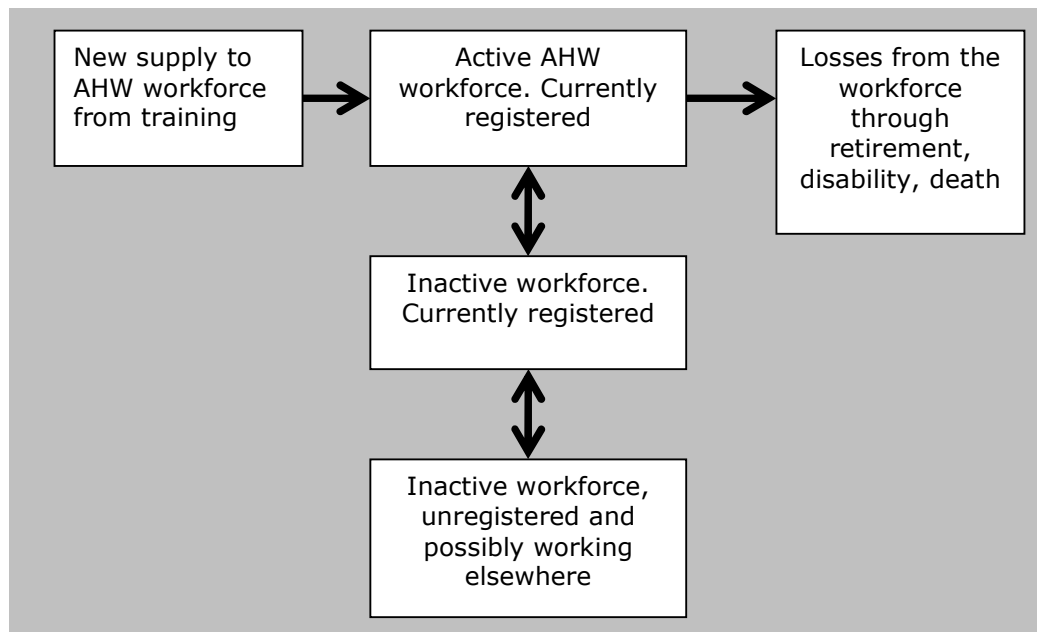 New supply to
AHW workforce
from training
Active AHW
workforce. Currently
registered
Losses from the
workforce
through
retirement,
disability, death
Inactive workforce.
Currently registered
Inactive workforce,
unregistered and
possibly working
elsewhere